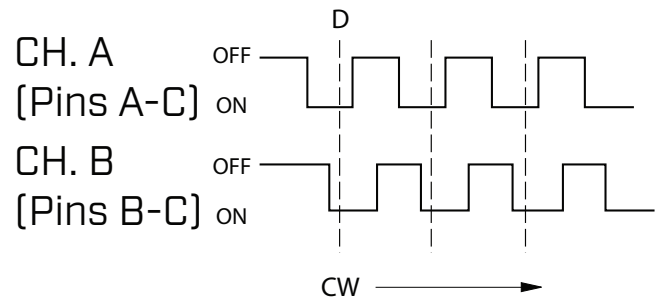 D
CH. A OFF
(Pins A-C) ON
CH. B OFF
(Pins B-C) ON
CW